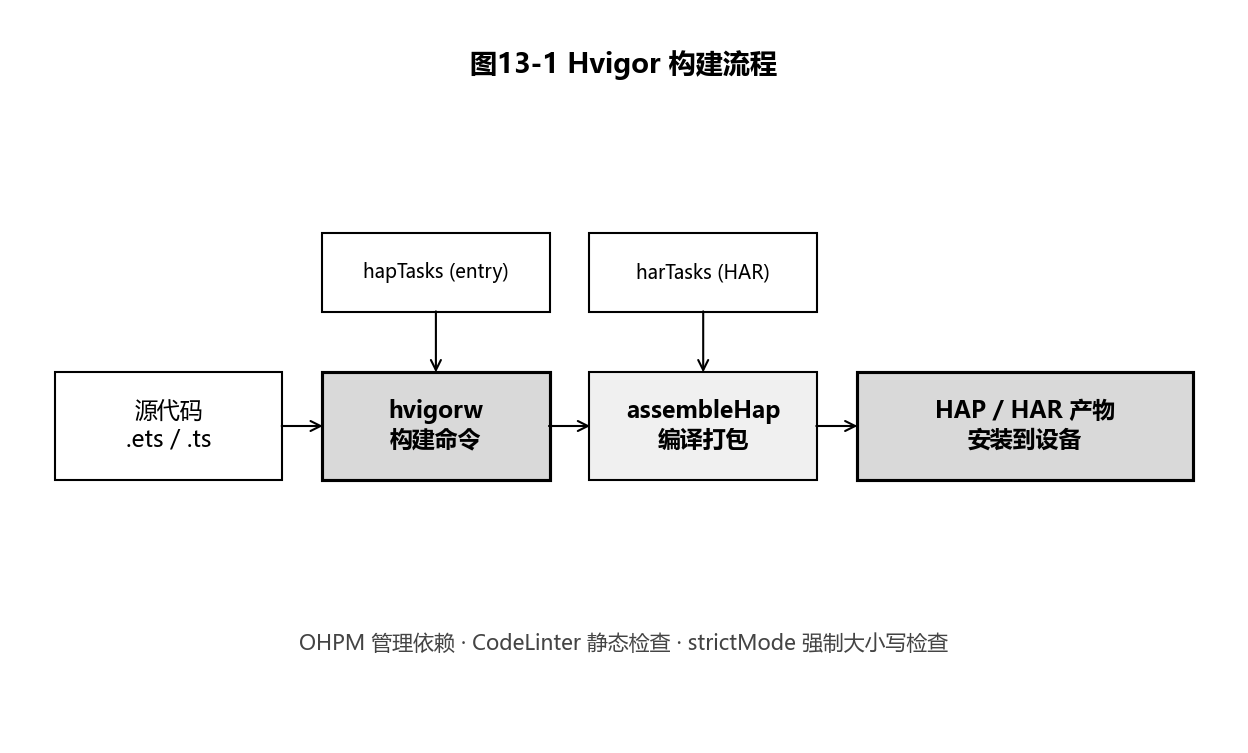 图13-1 Hvigor 构建流程
hapTasks (entry)
harTasks (HAR)
源代码
.ets / .ts
hvigorw
构建命令
assembleHap
编译打包
HAP / HAR 产物
安装到设备
OHPM 管理依赖 · CodeLinter 静态检查 · strictMode 强制大小写检查